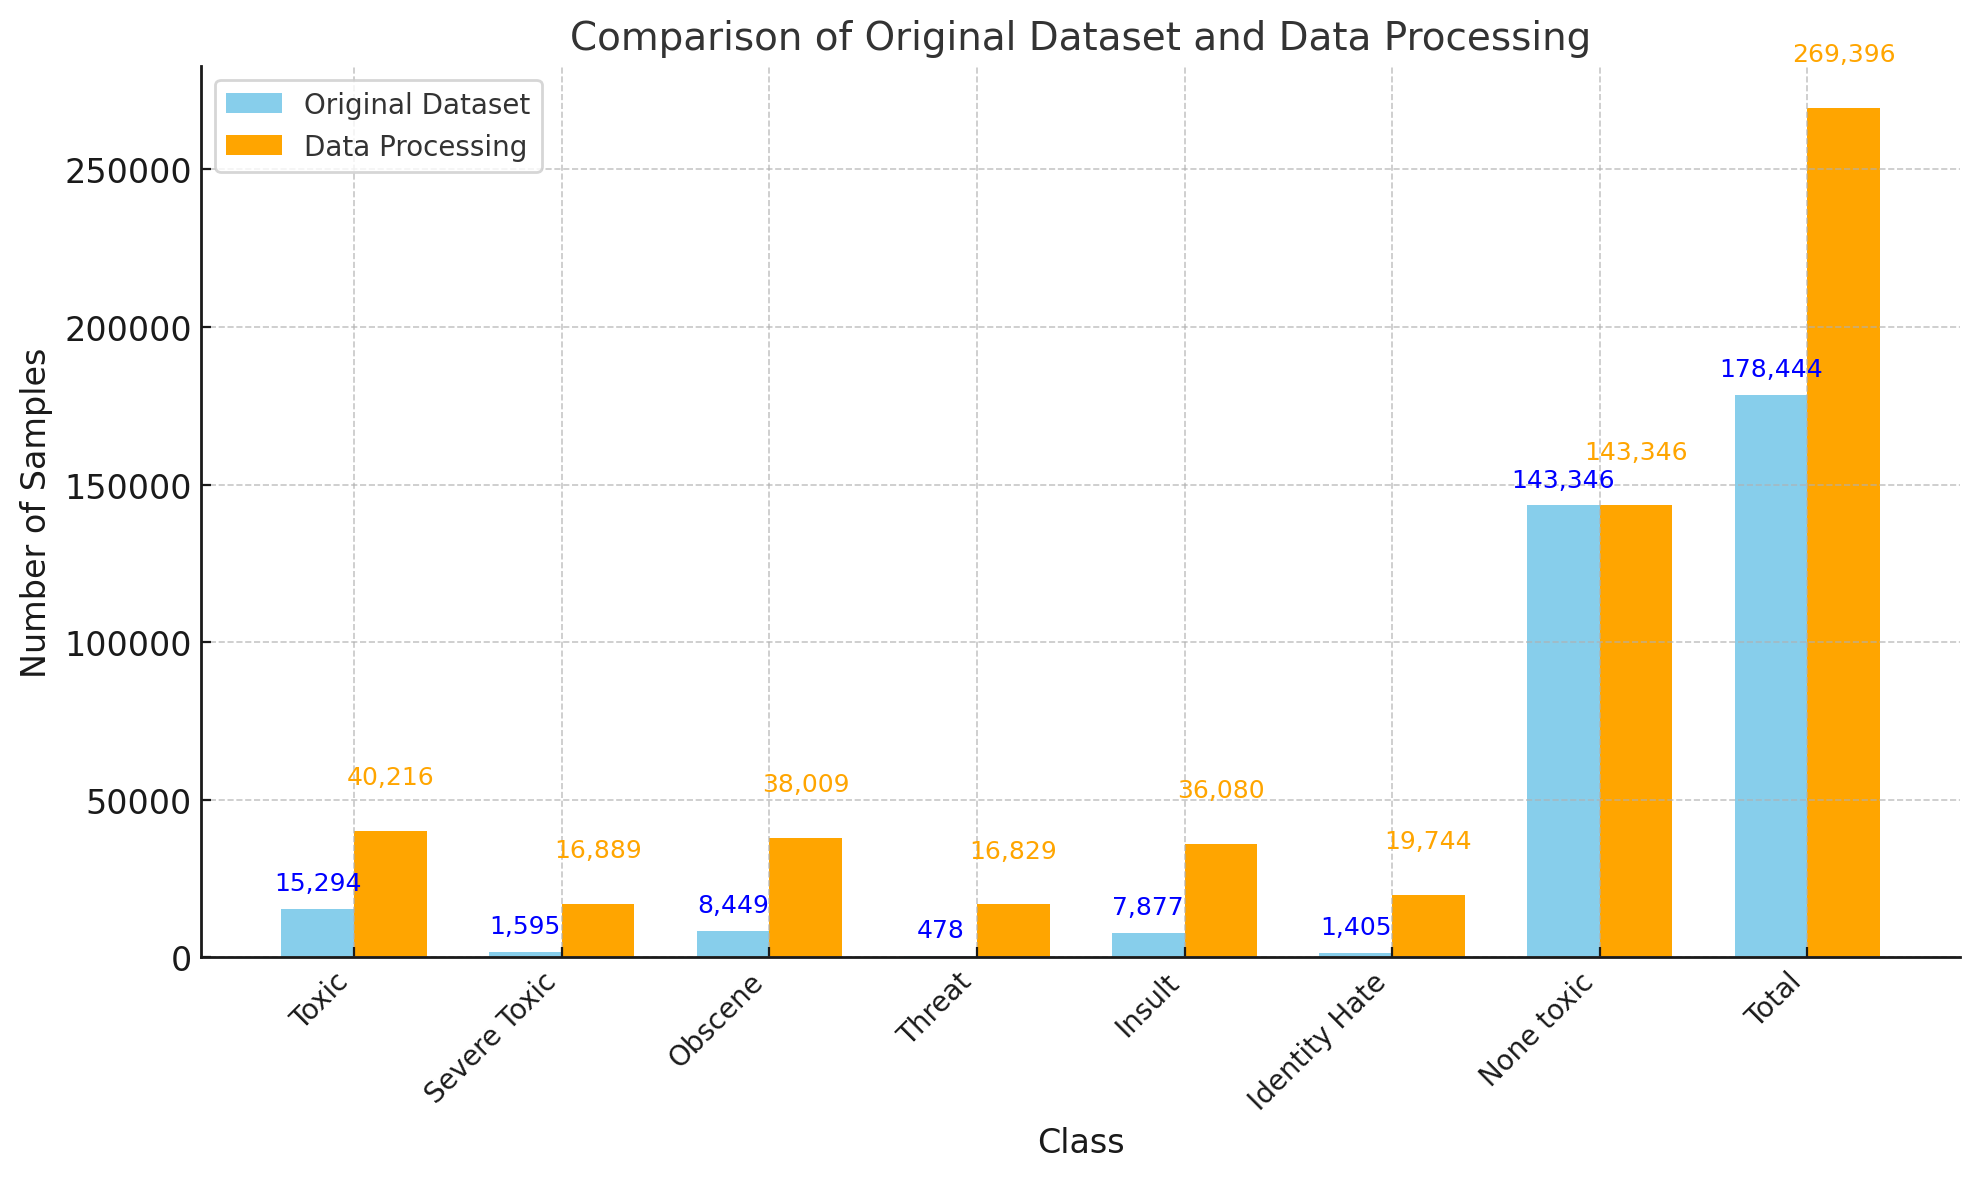 Comparison of Original Dataset and Data Processing
Original Dataset
Data Processing
Number of Samples
250000
200000
150000
100000
50000
0
15,294
40,216
1,595
16,889
8,449
38,009
478
16,829
7,877
36,080
1,405
19,744
143,346
143,346
178,444
269,396
Toxic
Severe Toxic
Obscene
Threat
Insult
Identity Hate
None toxic
Total
Class